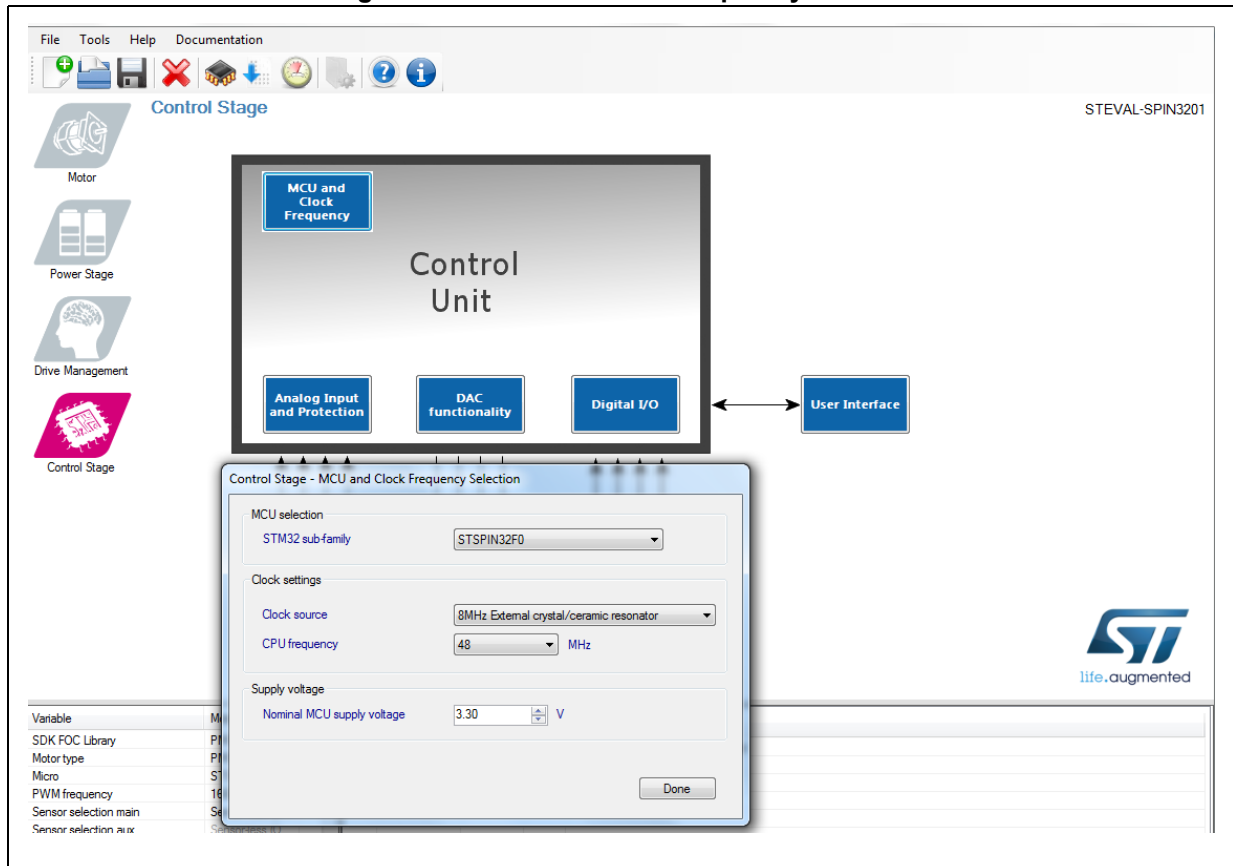 File Tools Help Documentation
Control Stage
STEVAL-SPIN3201
Motor
Power Stage
Drive Management
Control Stage
MCU and
Clock
Frequency
Control
Unit
Analog Input
and Protection
DAC
functionality
Digital I/O
User Interface
Control Stage - MCU and Clock Frequency Selection
MCU selection
STM32 sub-family STSPIN32F0
Clock settings
Clock source 8MHz External crystal/ceramic resonator
CPU frequency 48 MHz
Supply voltage
Nominal MCU supply voltage 3.30 V
Done
ST
life.augmented
Variable
SDK FOC Library
Motor type
Micro
PWM frequency
Sensor selection main
Sensor selection aux